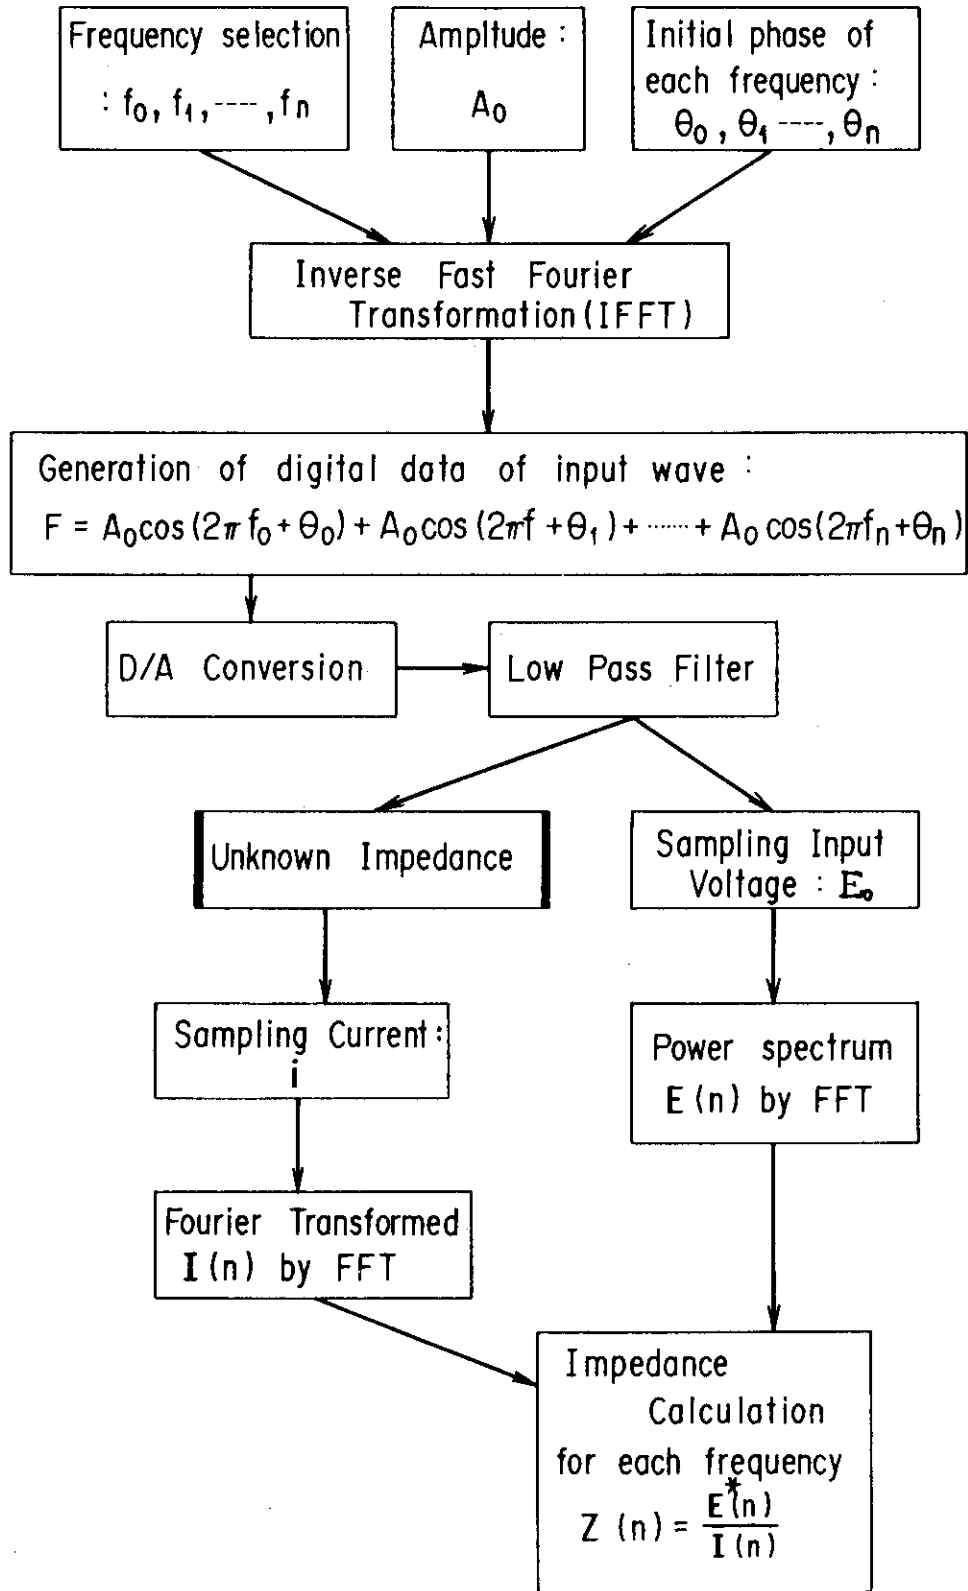 Frequency selection
: f₀, f₁, ----, fn
Ampltude :
A₀
Initial phase of
each frequency :
θ₀, θ₁ ----, θn
Inverse Fast Fourier
Transformation (IFFT)
Generation of digital data of input wave :
F = A₀cos(2π f₀+θ₀) + A₀cos (2πf +θ₁) + ······ + A₀ cos(2πfn+θn)
D/A Conversion
Low Pass Filter
Unknown Impedance
Sampling Input
Voltage : E₀
Sampling Current :
i
Power spectrum
E (n) by FFT
Fourier Transformed
I (n) by FFT
Impedance
Calculation
for each frequency
Z (n) = E*(n) / I (n)